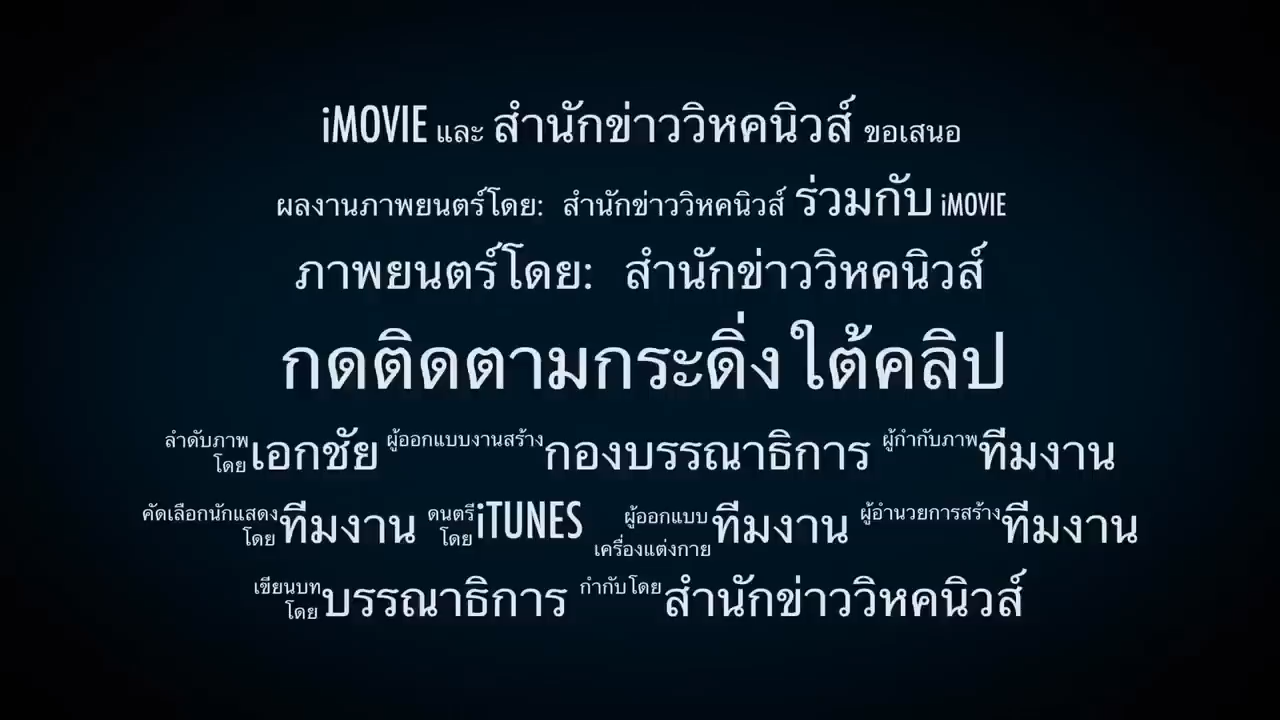 iMOVIE และ สำนักข่าววิหคนิวส์ ขอเสนอ
ผลงานภาพยนตร์โดย: สำนักข่าววิหคนิวส์ ร่วมกับ iMOVIE
ภาพยนตร์โดย: สำนักข่าววิหคนิวส์
กดติดตามกระดิ่ง ใต้คลิป
ลำดับภาพโดย เอกชัย ผู้ออกแบบงานสร้าง กองบรรณาธิการ ผู้กำกับภาพ ทีมงาน
คัดเลือกนักแสดงโดย ทีมงาน ดนตรีโดย iTUNES ผู้ออกแบบเครื่องแต่งกาย ทีมงาน ผู้อำนวยการสร้าง ทีมงาน
เขียนบทโดย บรรณาธิการ กำกับโดย สำนักข่าววิหคนิวส์